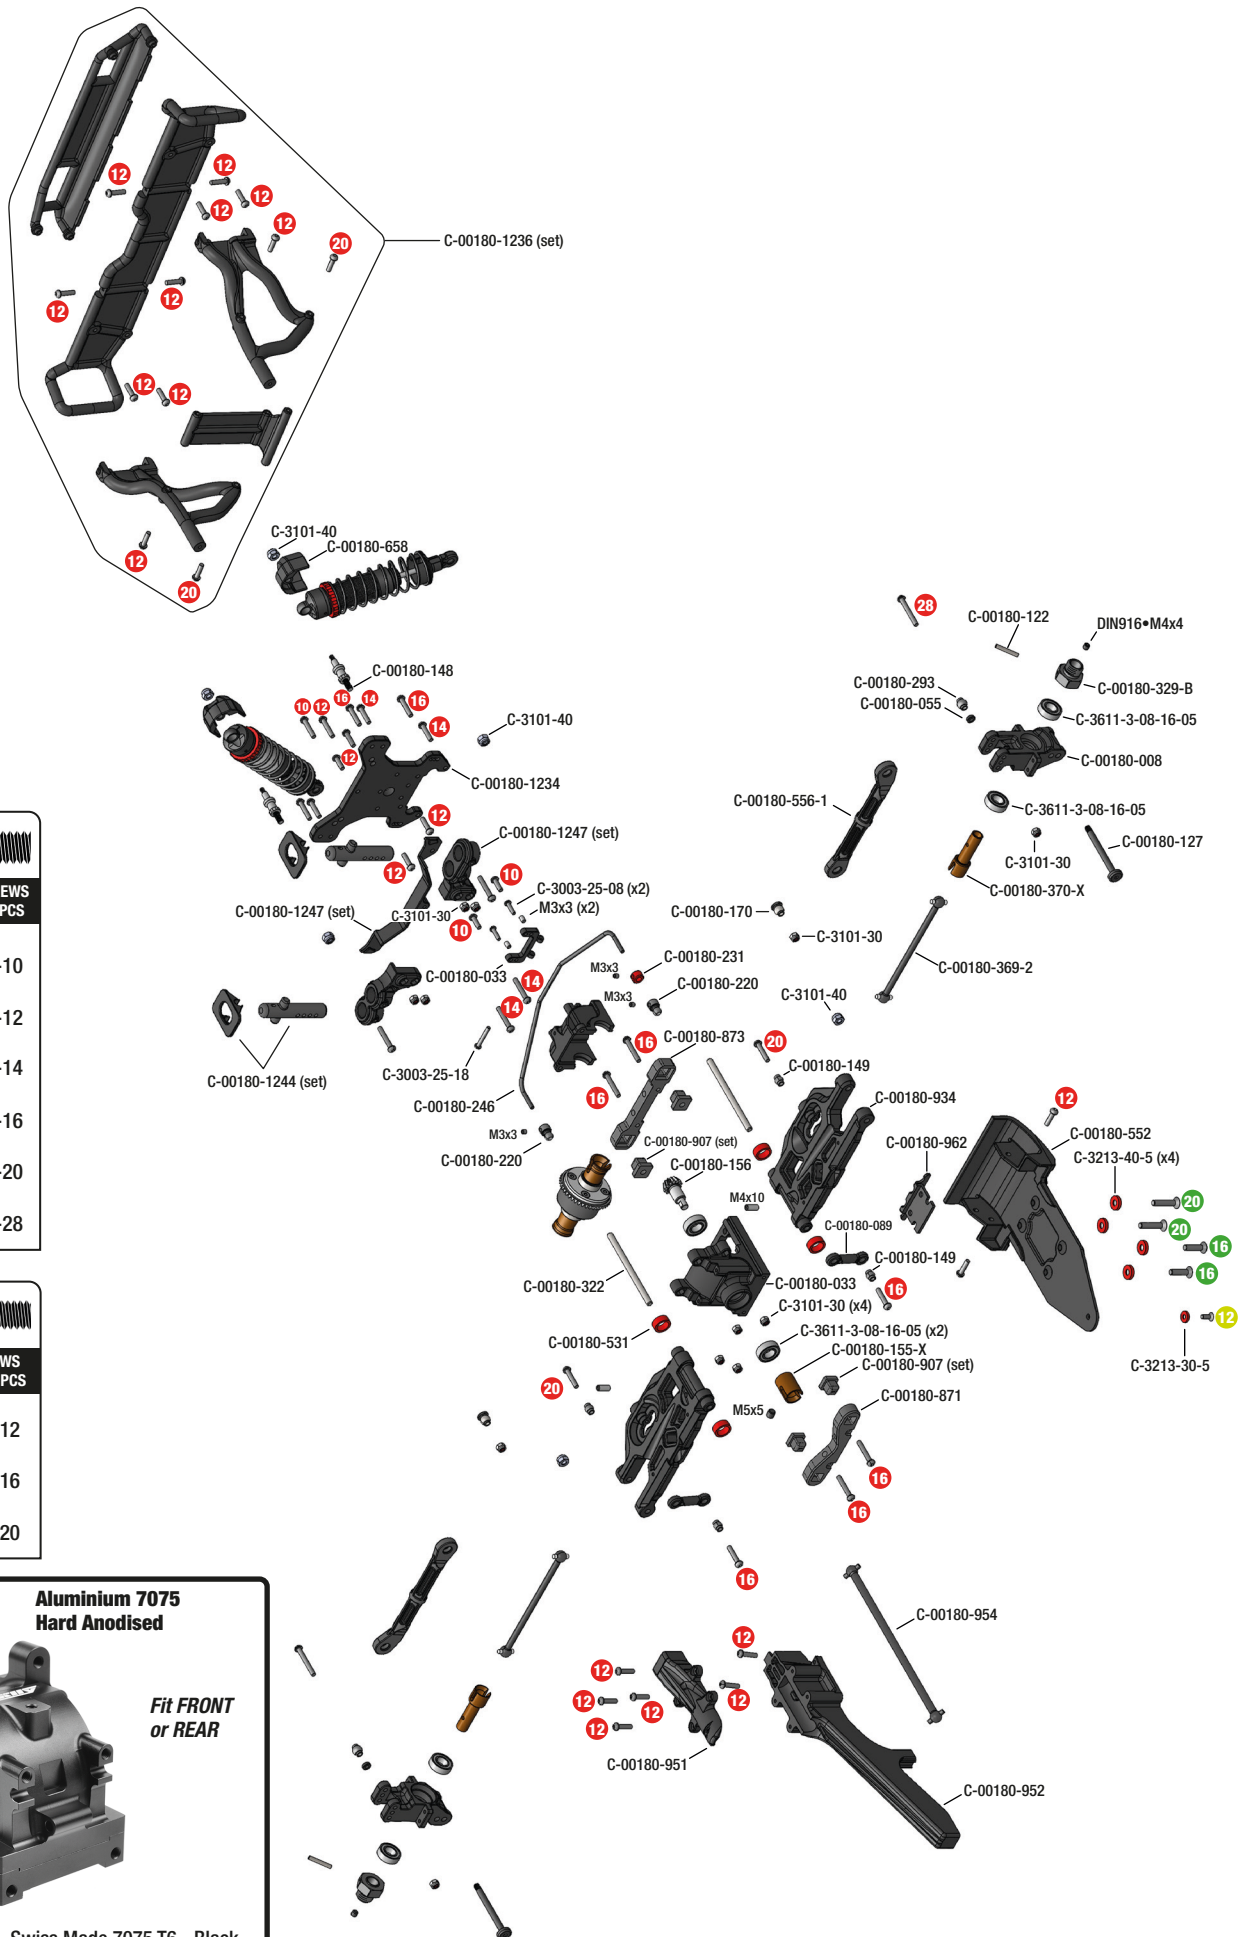 12
12
12
12
12
20
C-00180-1236 (set)
12
12
12
12
12
20
C-3101-40
C-00180-658
28
C-00180-122
DIN916•M4x4
C-00180-148
C-00180-293
C-00180-329-B
10
12
16
14
16
C-00180-055
C-3611-3-08-16-05
C-3101-40
14
C-00180-008
12
C-00180-1234
C-00180-556-1
C-3611-3-08-16-05
12
C-00180-1247 (set)
C-00180-127
C-3101-30
12
10
C-3003-25-08 (x2)
C-00180-370-X
EWS
PCS
C-00180-1247 (set)
C-3101-30
M3x3 (x2)
C-00180-170
10
C-3101-30
-10
C-00180-033
M3x3
C-00180-231
C-00180-369-2
14
C-00180-220
M3x3
C-3101-40
-12
14
16
C-00180-873
20
C-00180-149
-14
C-00180-1244 (set)
C-3003-25-18
C-00180-934
C-00180-246
16
12
-16
M3x3
C-00180-220
C-00180-907 (set)
C-00180-156
C-00180-962
C-00180-552
C-3213-40-5 (x4)
-20
M4x10
20
-28
C-00180-089
20
16
C-00180-149
C-00180-322
C-00180-033
16
16
C-3101-30 (x4)
C-00180-531
C-3611-3-08-16-05 (x2)
12
C-00180-155-X
C-00180-907 (set)
C-3213-30-5
WS
PCS
20
C-00180-871
M5x5
12
16
16
16
20
16
Aluminium 7075
Hard Anodised
C-00180-954
12
12
Fit FRONT
or REAR
12
12
12
12
C-00180-951
C-00180-952
Swiss Made 7075 T6 - Black